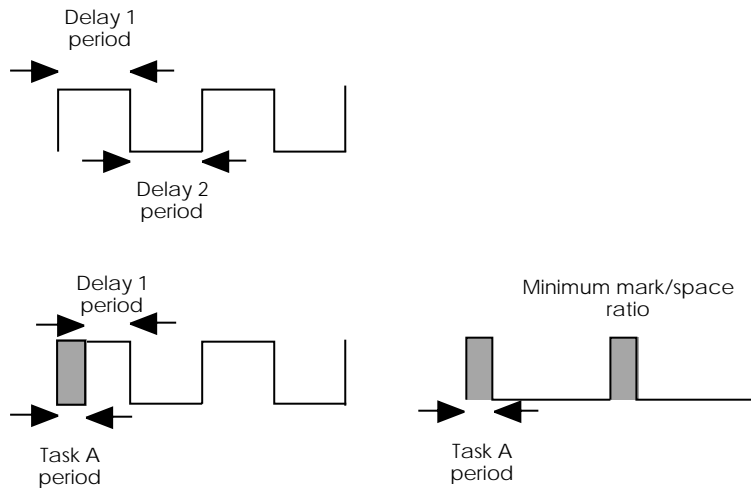 Delay 1
period
Delay 2
period
Delay 1
period
Task A
period
Minimum mark/space
ratio
Task A
period